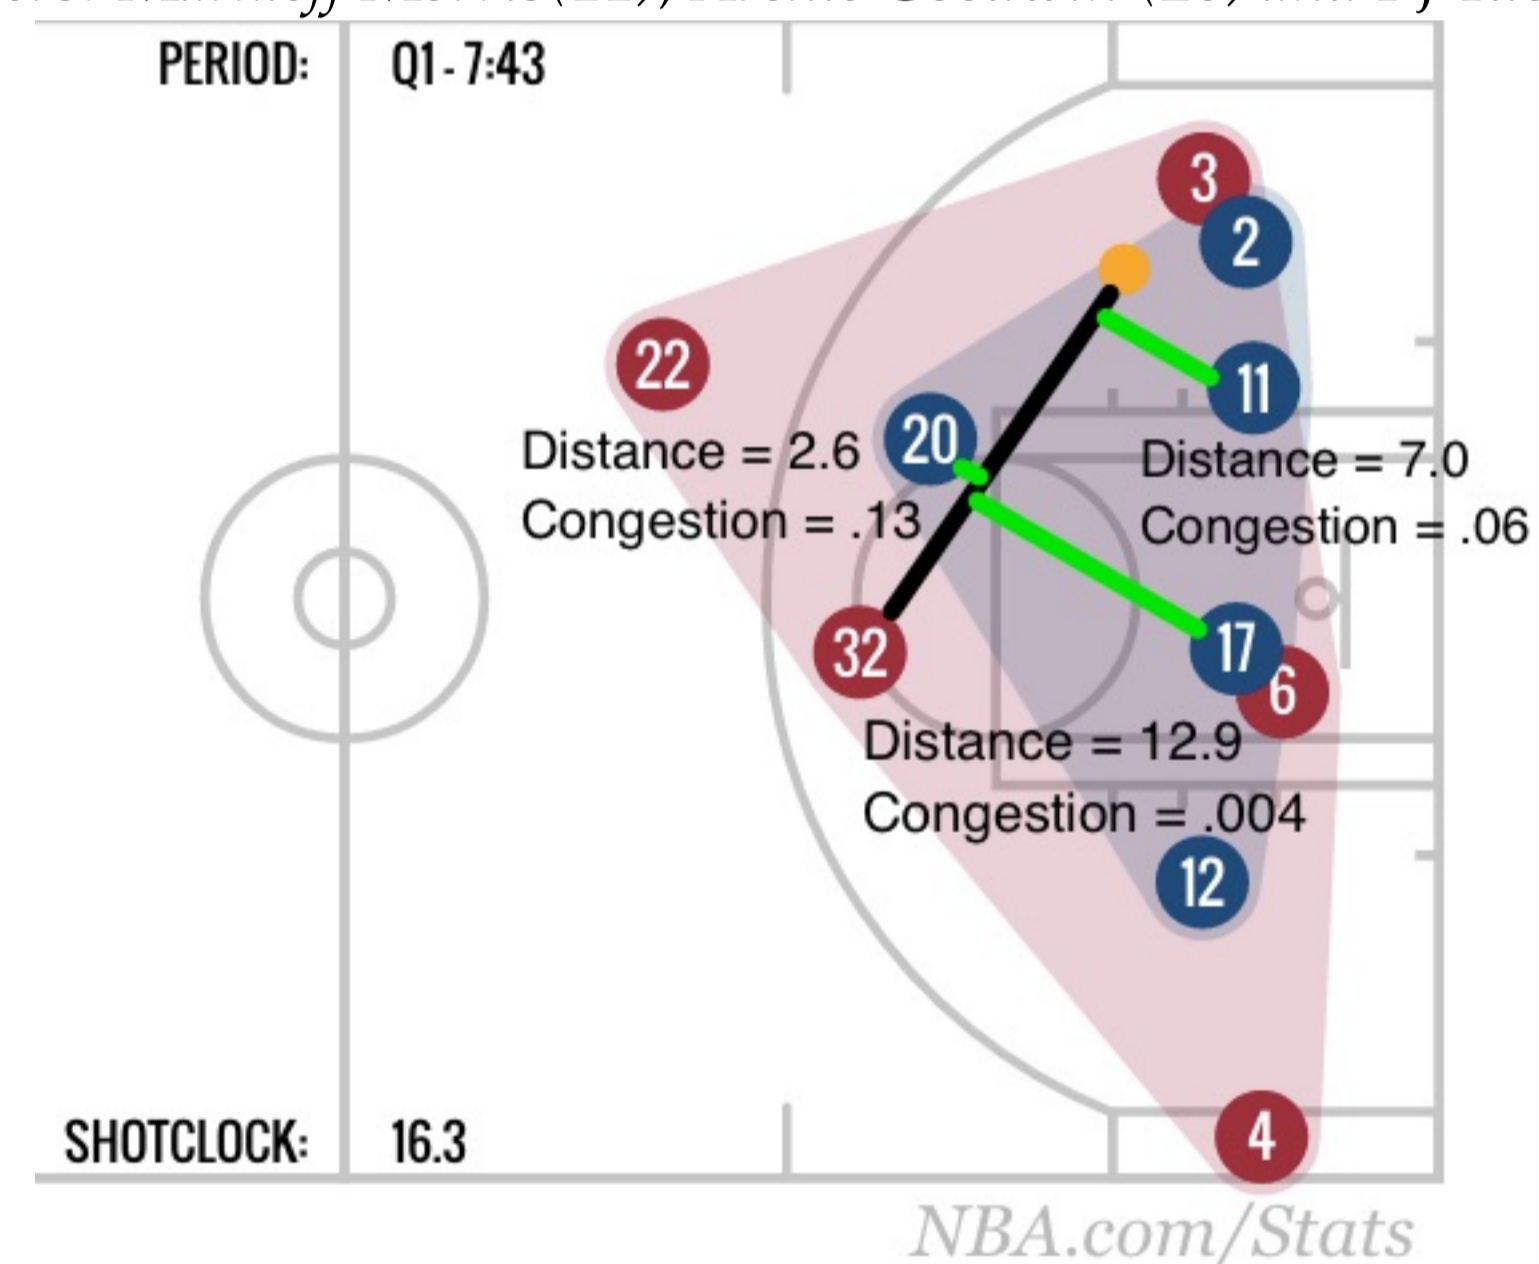 PERIOD: Q1 - 7:43
3
2
22
11
20
Distance = 2.6
Congestion = .13
Distance = 7.0
Congestion = .06
32
17
6
Distance = 12.9
Congestion = .004
12
4
SHOTCLOCK: 16.3
NBA.com/Stats